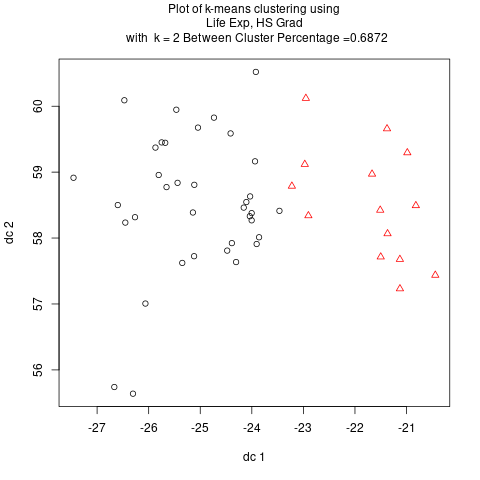 Plot of k-means clustering using
Life Exp, HS Grad
with  k = 2 Between Cluster Percentage =0.6872
60
59
58
57
56
dc 2
-27 -26 -25 -24 -23 -22 -21
dc 1